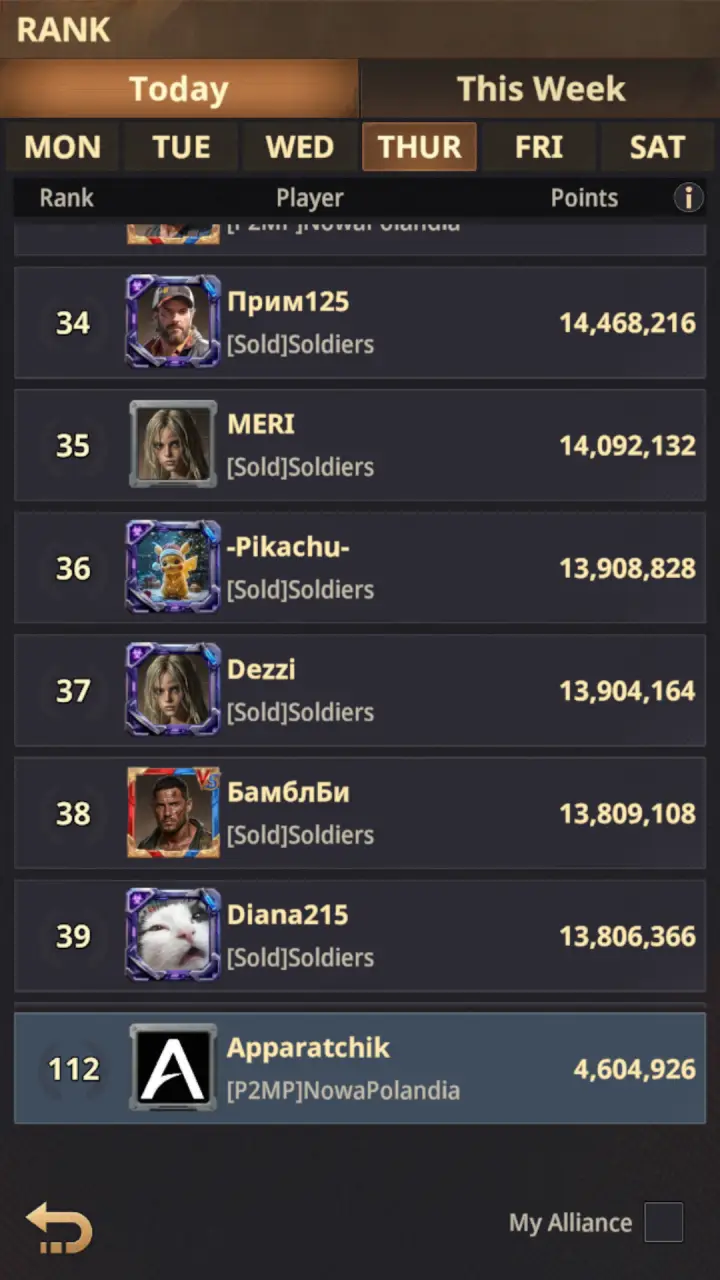 RANK
Today
This Week
MON TUE WED THUR FRI SAT
Rank Player Points
[P2MP]NowaPolandia
34 Прим125 14,468,216
[Sold]Soldiers
35 MERI 14,092,132
[Sold]Soldiers
36 -Pikachu- 13,908,828
[Sold]Soldiers
37 Dezzi 13,904,164
[Sold]Soldiers
38 БамблБи 13,809,108
[Sold]Soldiers
39 Diana215 13,806,366
[Sold]Soldiers
112 Apparatchik 4,604,926
[P2MP]NowaPolandia
My Alliance